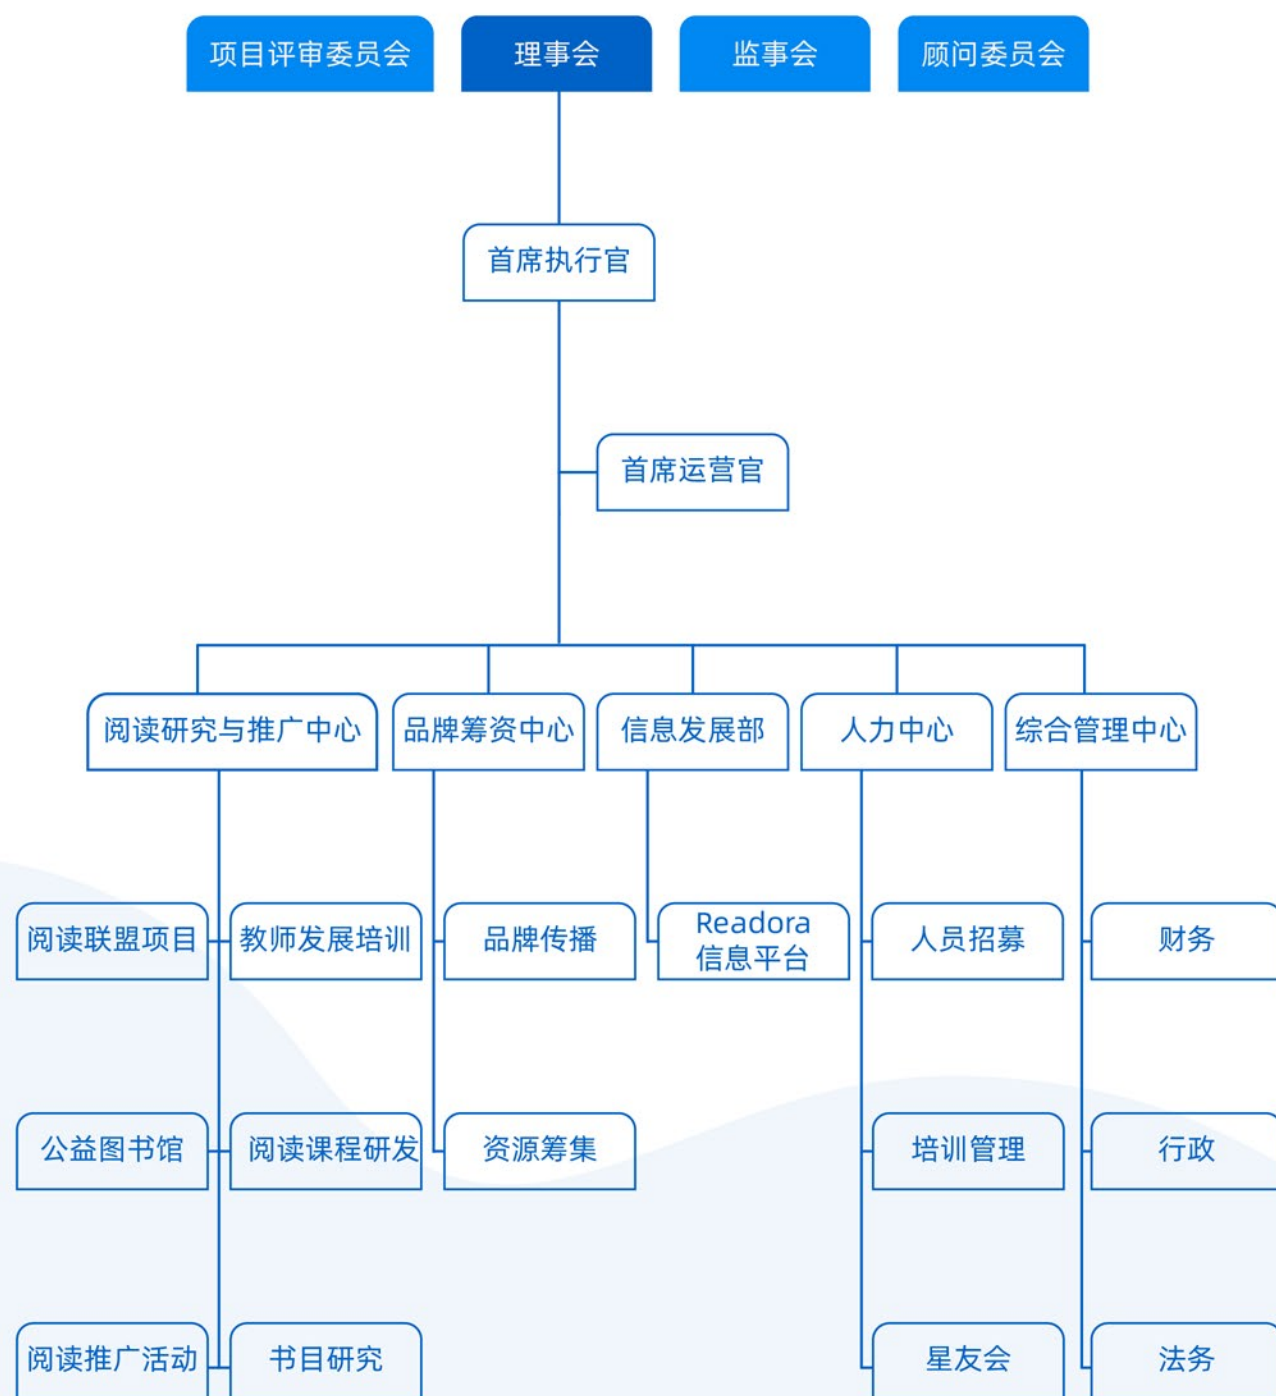 项目评审委员会
理事会
监事会
顾问委员会
首席执行官
首席运营官
阅读研究与推广中心
品牌筹资中心
信息发展部
人力中心
综合管理中心
阅读联盟项目
教师发展培训
品牌传播
Readora
信息平台
人员招募
财务
公益图书馆
阅读课程研发
资源筹集
培训管理
行政
阅读推广活动
书目研究
星友会
法务